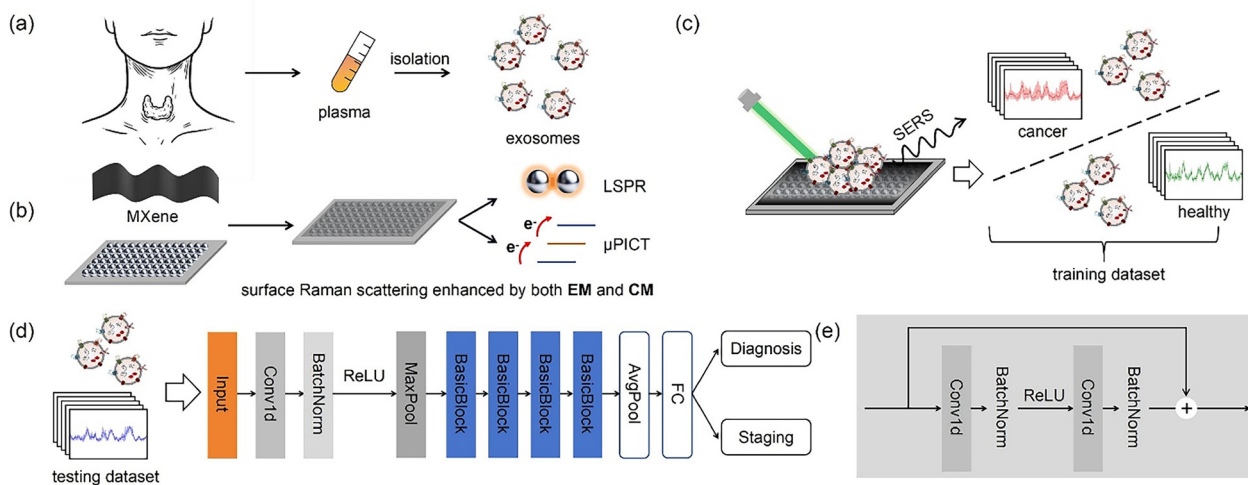 (a)
plasma
isolation
exosomes
MXene
(b)
LSPR
e-
e-
μPICT
surface Raman scattering enhanced by both EM and CM
(c)
SERS
cancer
healthy
training dataset
(d)
testing dataset
Input
Conv1d
BatchNorm
ReLU
MaxPool
BasicBlock
BasicBlock
BasicBlock
BasicBlock
AvgPool
FC
Diagnosis
Staging
(e)
Conv1d
BatchNorm
ReLU
Conv1d
BatchNorm
+